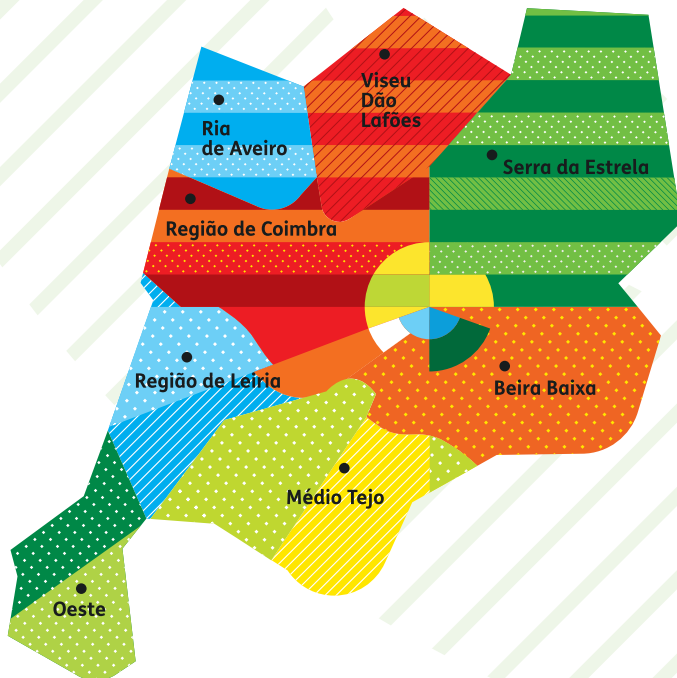 Viseu
Dão
Lafões
Ria
de Aveiro
Serra da Estrela
Região de Coimbra
Região de Leiria
Beira Baixa
Médio Tejo
Oeste